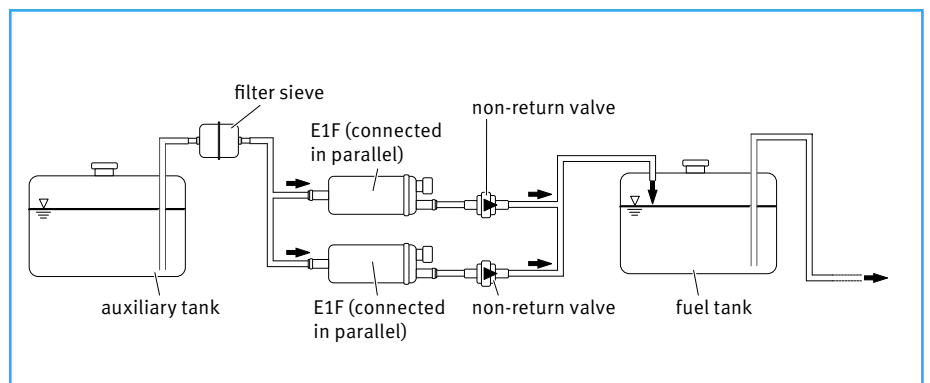 filter sieve
non-return valve
E1F (connected
in parallel)
auxiliary tank
E1F (connected
in parallel)
non-return valve
fuel tank